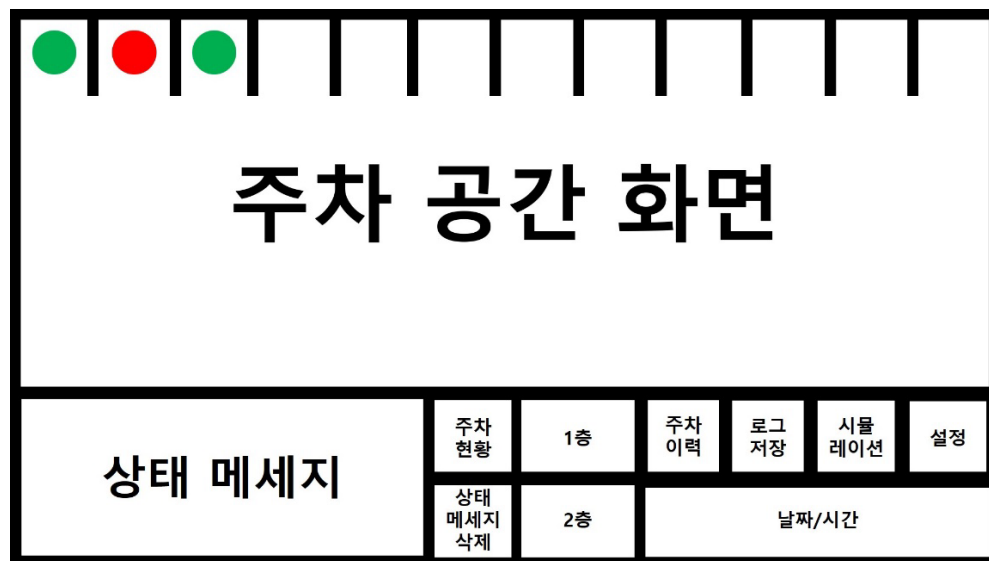 주차 공간 화면
상태 메세지
주차
현황
1층
주차
이력
로그
저장
시뮬
레이션
설정
상태
메세지
삭제
2층
날짜/시간